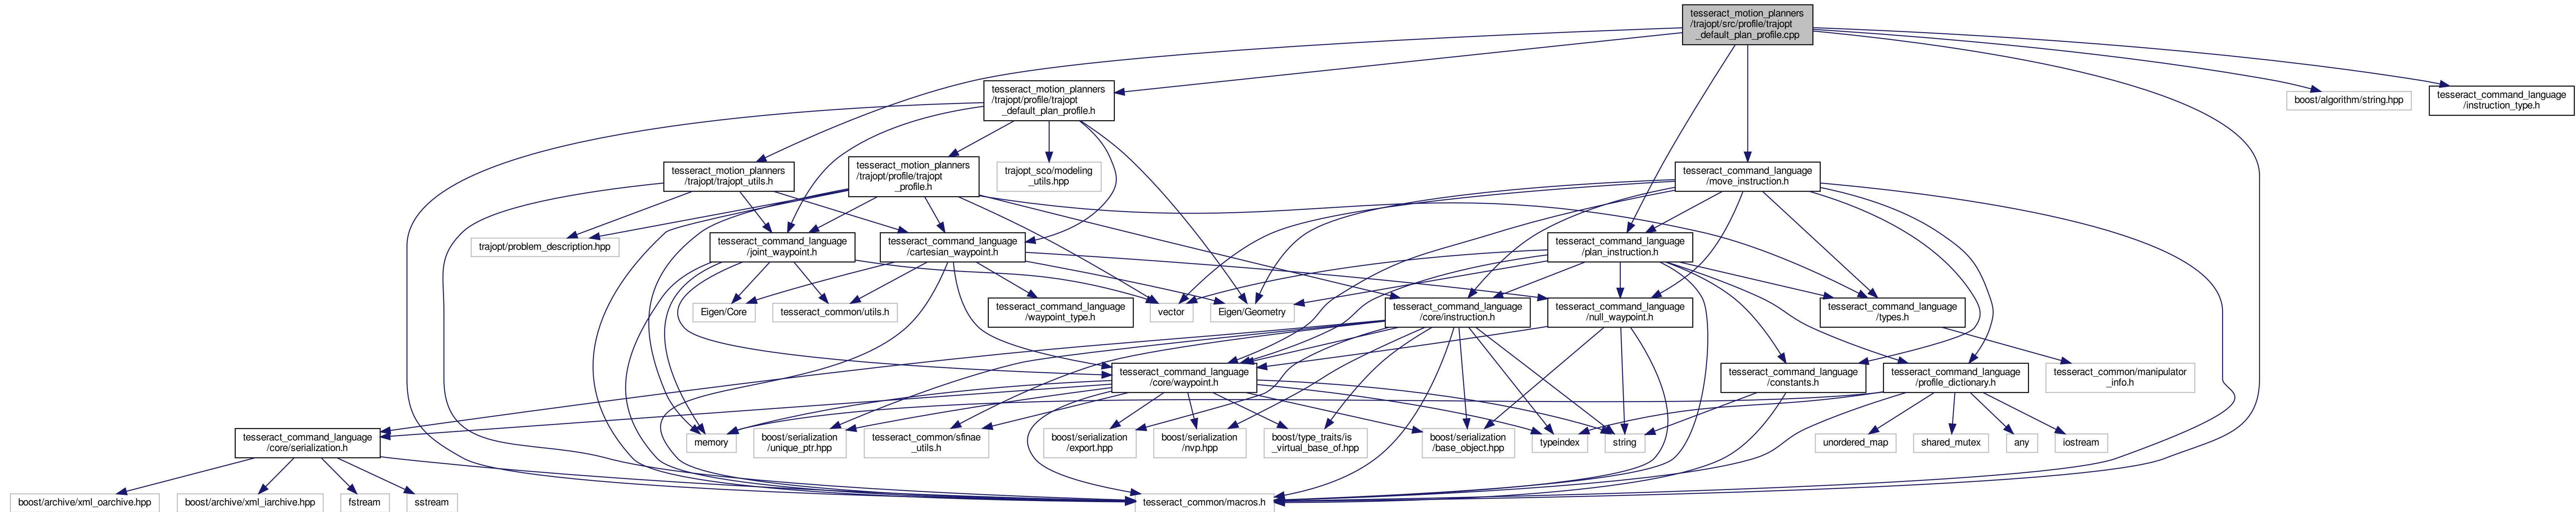 tesseract_motion_planners
/trajopt/src/profile/trajopt
_default_plan_profile.cpp
tesseract_motion_planners
/trajopt/profile/trajopt
_default_plan_profile.h
boost/algorithm/string.hpp
tesseract_command_language
/instruction_type.h
tesseract_motion_planners
/trajopt/trajopt_utils.h
tesseract_motion_planners
/trajopt/profile/trajopt
_profile.h
trajopt_sco/modeling
_utils.hpp
tesseract_command_language
/move_instruction.h
trajopt/problem_description.hpp
tesseract_command_language
/joint_waypoint.h
tesseract_command_language
/cartesian_waypoint.h
tesseract_command_language
/plan_instruction.h
Eigen/Core
tesseract_common/utils.h
tesseract_command_language
/waypoint_type.h
vector
Eigen/Geometry
tesseract_command_language
/core/instruction.h
tesseract_command_language
/null_waypoint.h
tesseract_command_language
/types.h
tesseract_command_language
/core/waypoint.h
tesseract_command_language
/constants.h
tesseract_command_language
/profile_dictionary.h
tesseract_common/manipulator
_info.h
tesseract_command_language
/core/serialization.h
memory
boost/serialization
/unique_ptr.hpp
tesseract_common/sfinae
_utils.h
boost/serialization
/export.hpp
boost/serialization
/nvp.hpp
boost/type_traits/is
_virtual_base_of.hpp
boost/serialization
/base_object.hpp
typeindex
string
unordered_map
shared_mutex
any
iostream
boost/archive/xml_oarchive.hpp
boost/archive/xml_iarchive.hpp
fstream
sstream
tesseract_common/macros.h